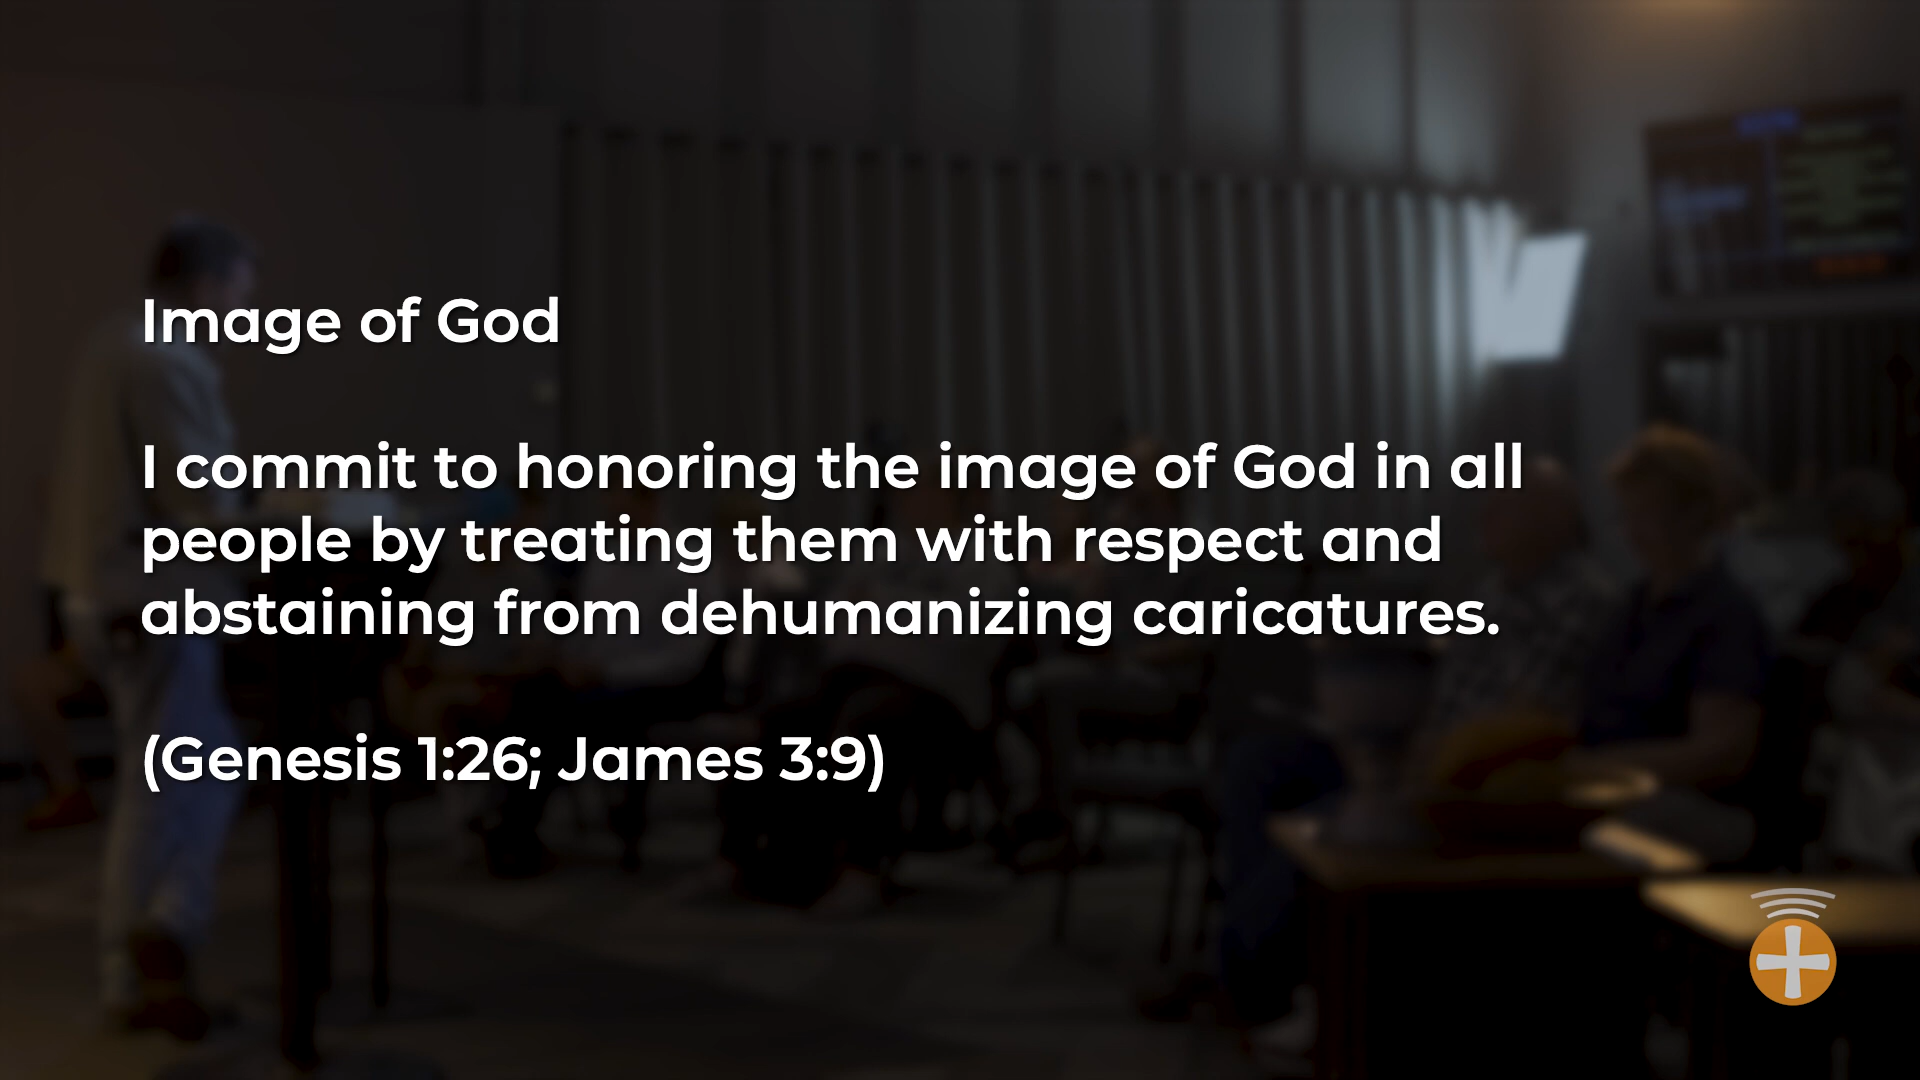 Image of God
I commit to honoring the image of God in all
people by treating them with respect and
abstaining from dehumanizing caricatures.
(Genesis 1:26; James 3:9)